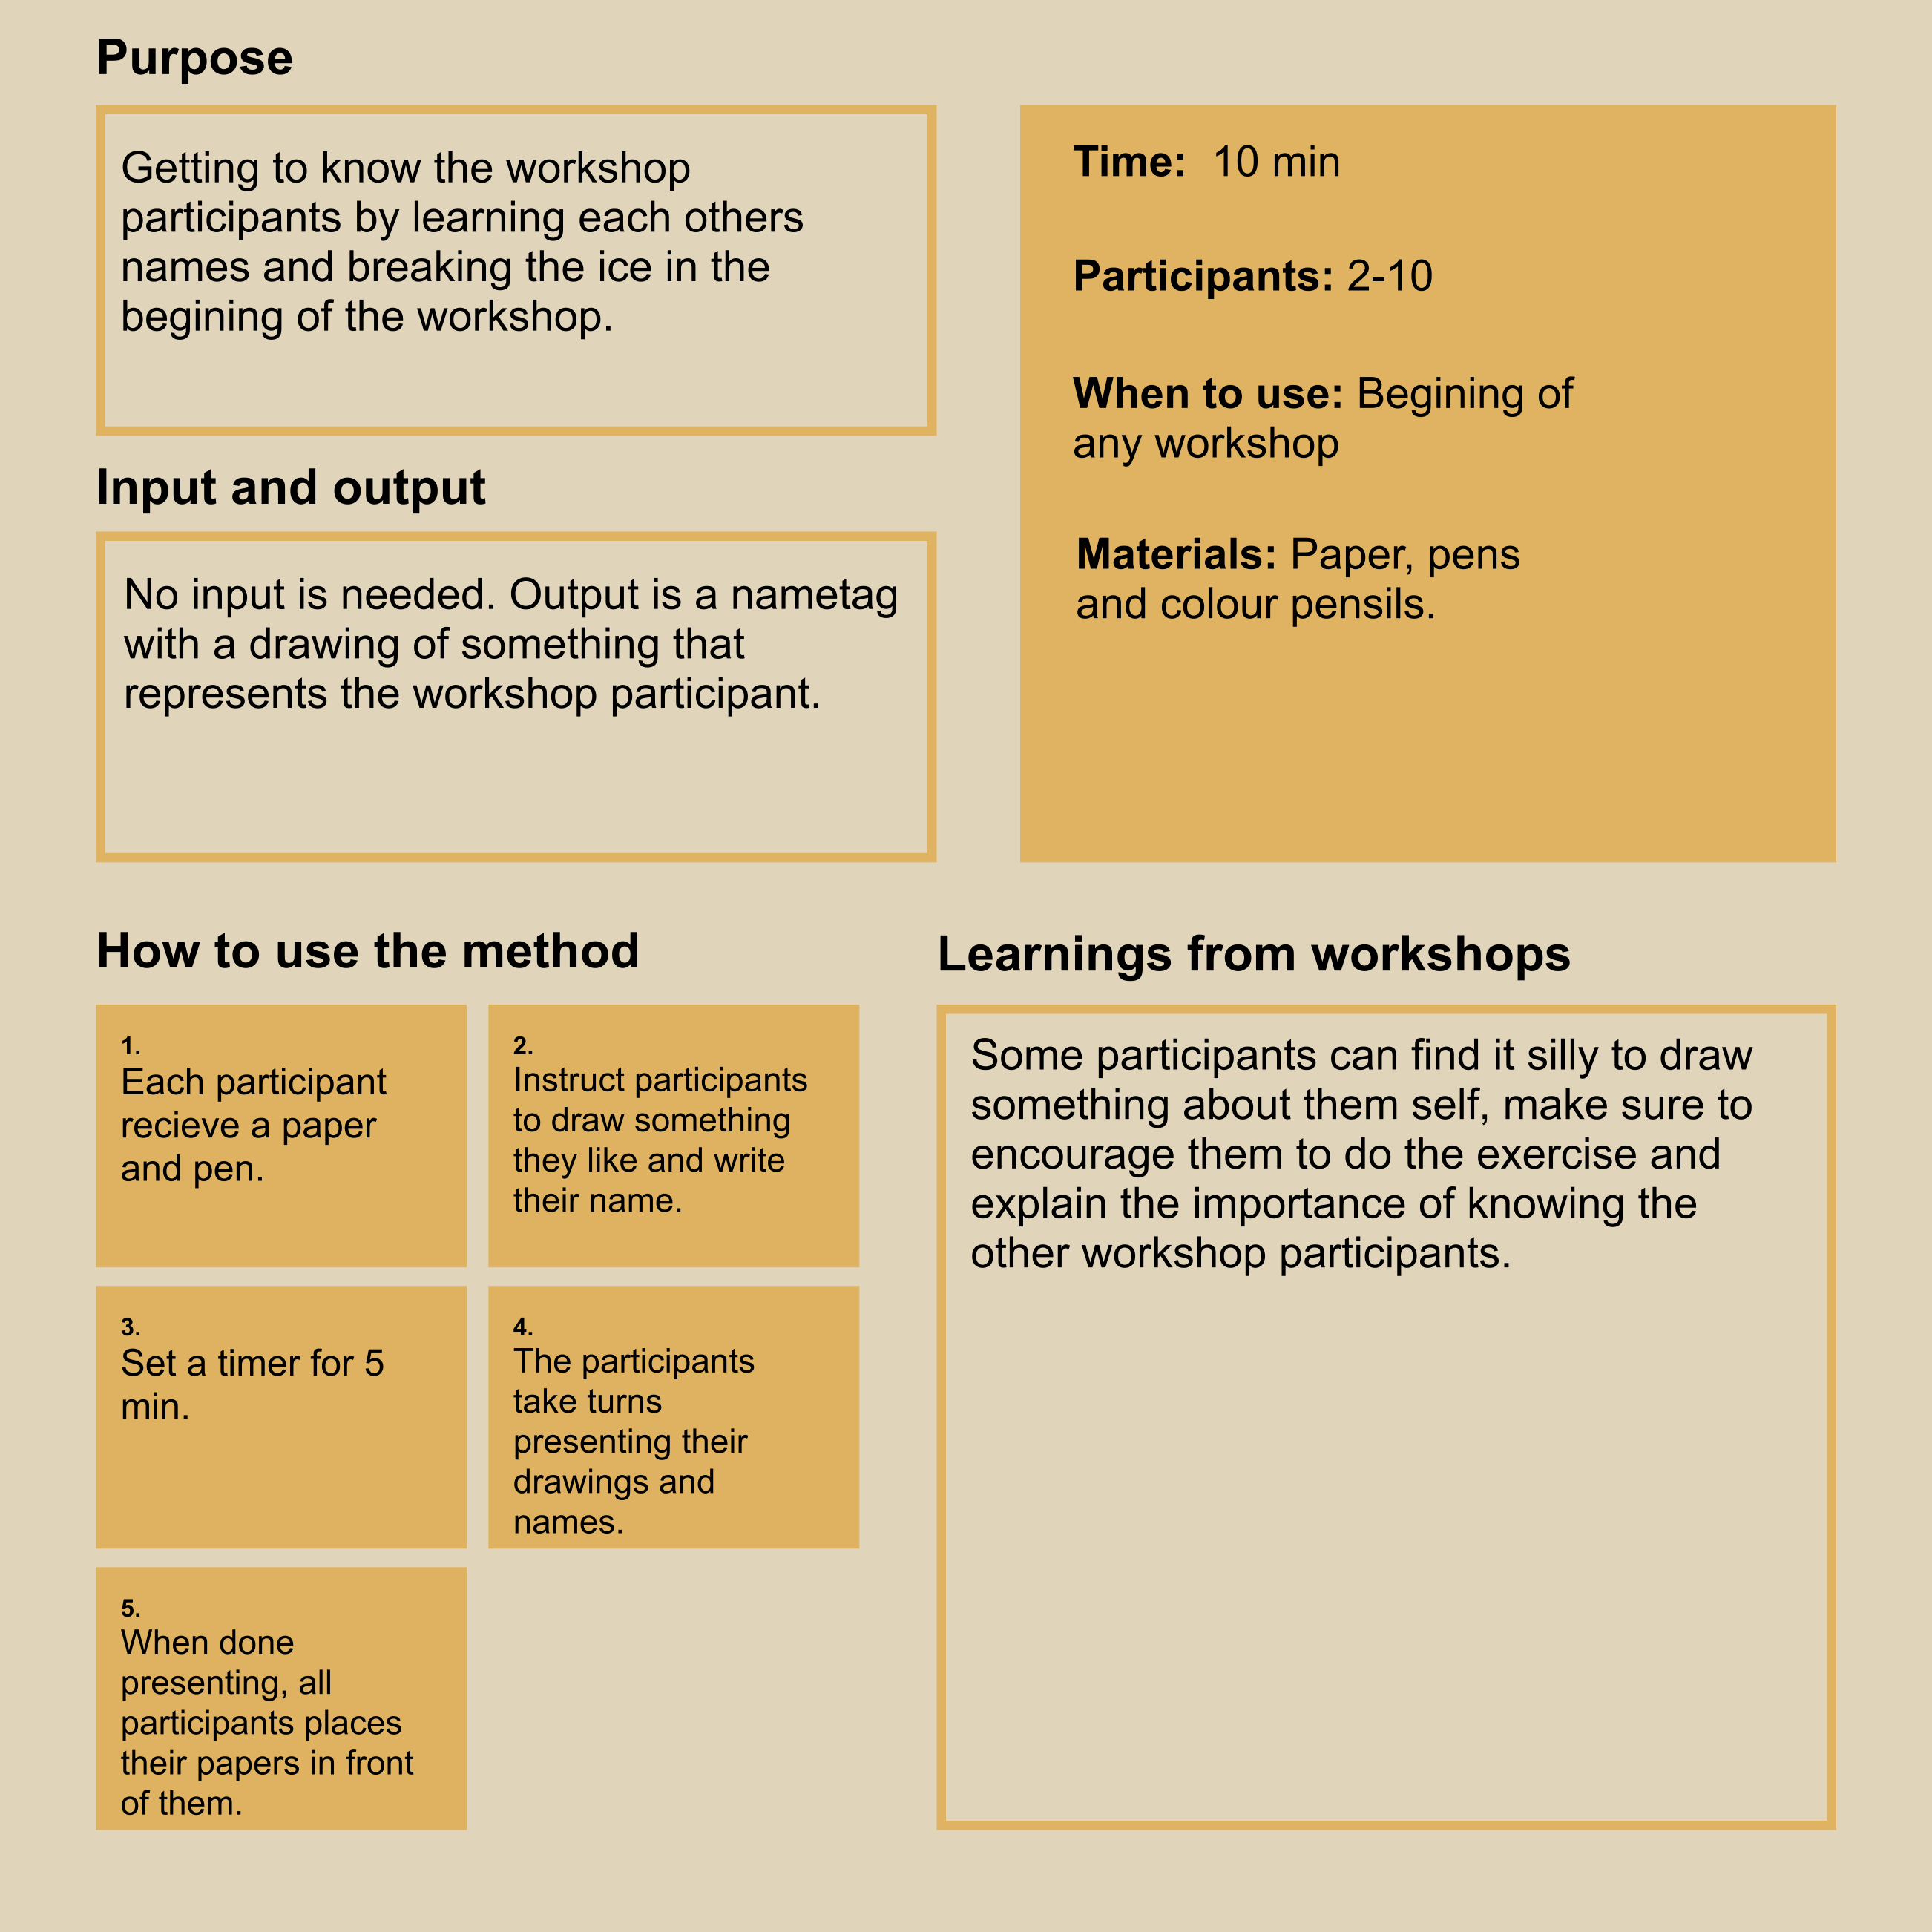 Purpose
Getting to know the workshop
participants by learning each others
names and breaking the ice in the
begining of the workshop.
Time:  10 min
Participants: 2-10
When to use: Begining of
any workshop
Materials: Paper, pens
and colour pensils.
Input and output
No input is needed. Output is a nametag
with a drawing of something that
represents the workshop participant.
How to use the method
1.
Each participant
recieve a paper
and pen.
2.
Instruct participants
to draw something
they like and write
their name.
3.
Set a timer for 5
min.
4.
The participants
take turns
presenting their
drawings and
names.
5.
When done
presenting, all
participants places
their papers in front
of them.
Learnings from workshops
Some participants can find it silly to draw
something about them self, make sure to
encourage them to do the exercise and
explain the importance of knowing the
other workshop participants.